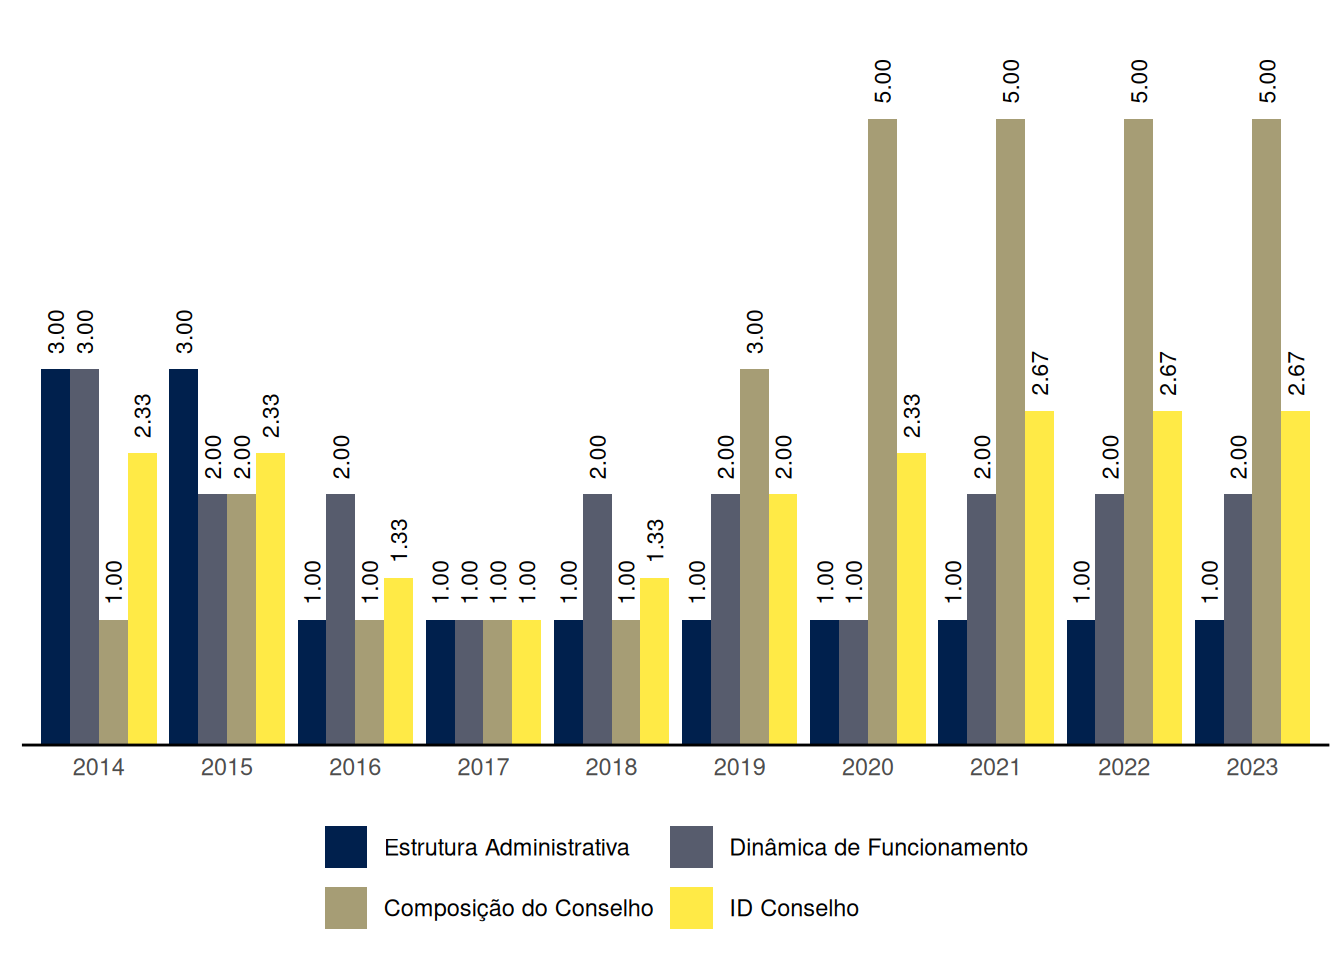 3.00 3.00 1.00 2.33 3.00 2.00 2.00 2.33 1.00 2.00 1.00 1.33 1.00 1.00 1.00 1.00 1.00 2.00 1.00 1.33 1.00 2.00 3.00 2.00 1.00 1.00 5.00 2.33 1.00 2.00 5.00 2.67 1.00 2.00 5.00 2.67 1.00 2.00 5.00 2.67
2014 2015 2016 2017 2018 2019 2020 2021 2022 2023
Estrutura Administrativa Dinâmica de Funcionamento
Composição do Conselho ID Conselho